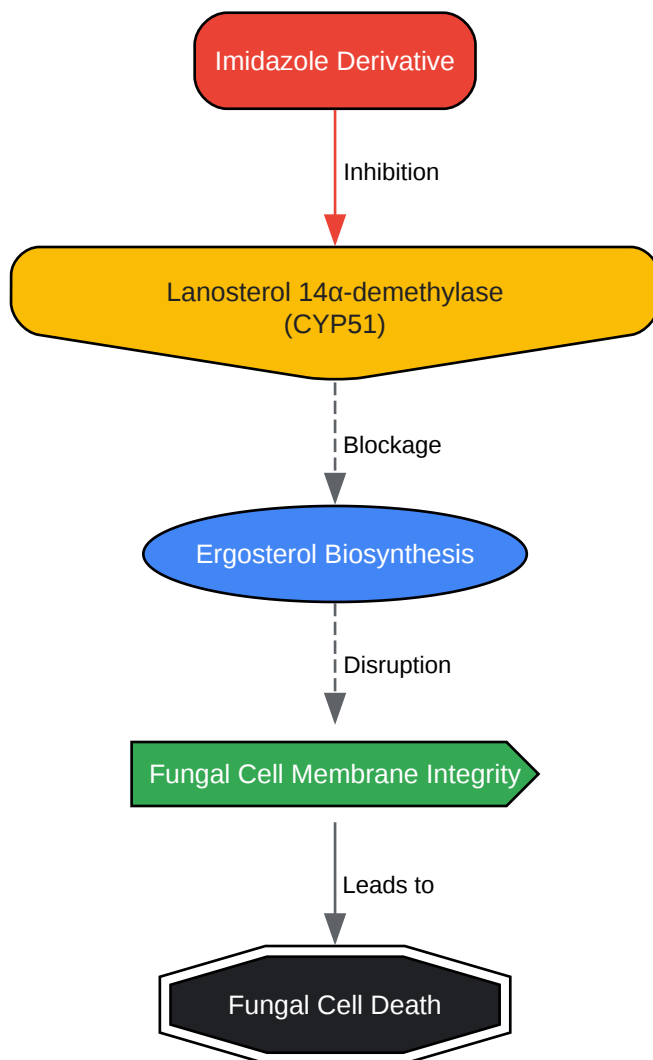 Imidazole Derivative
Inhibition
Lanosterol 14α-demethylase
(CYP51)
Blockage
Ergosterol Biosynthesis
Disruption
Fungal Cell Membrane Integrity
Leads to
Fungal Cell Death